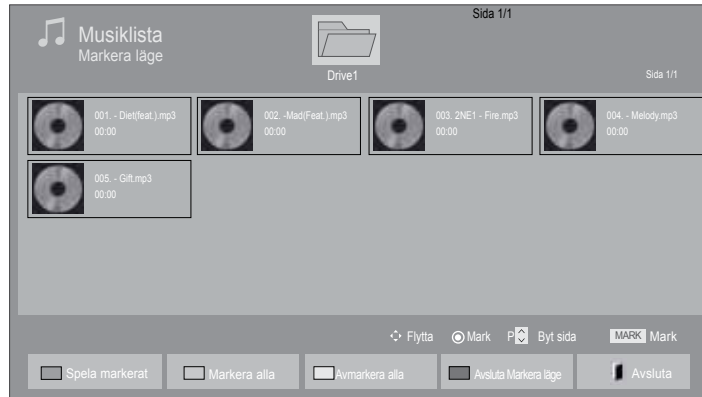 Sida 1/1
Musiklista
Markera läge
Drive1
Sida 1/1
001. - Diet(feat.).mp3
00:00
002. -Mad(Feat.).mp3
00:00
003. 2NE1 - Fire.mp3
00:00
004. - Melody.mp3
00:00
005. - Gift.mp3
00:00
Flytta Mark P Byt sida MARK Mark
Spela markerat Markera alla Avmarkera alla Avsluta Markera läge Avsluta